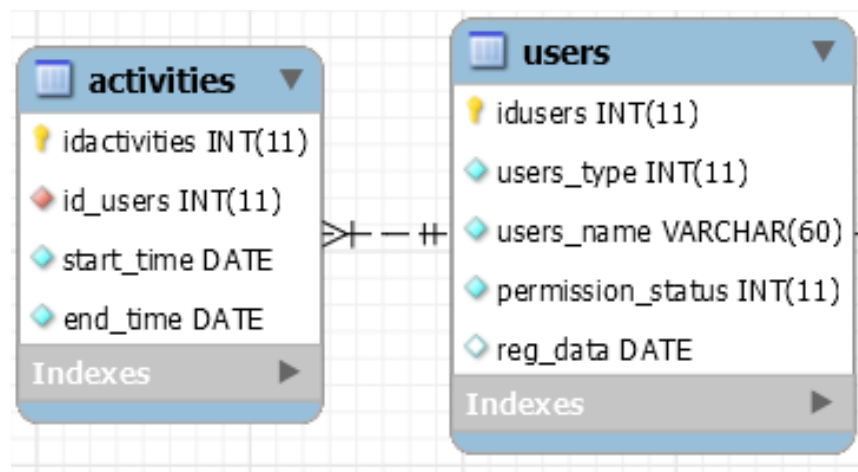 activities
idactivities INT(11)
id_users INT(11)
start_time DATE
end_time DATE
Indexes
users
idusers INT(11)
users_type INT(11)
users_name VARCHAR(60)
permission_status INT(11)
reg_data DATE
Indexes